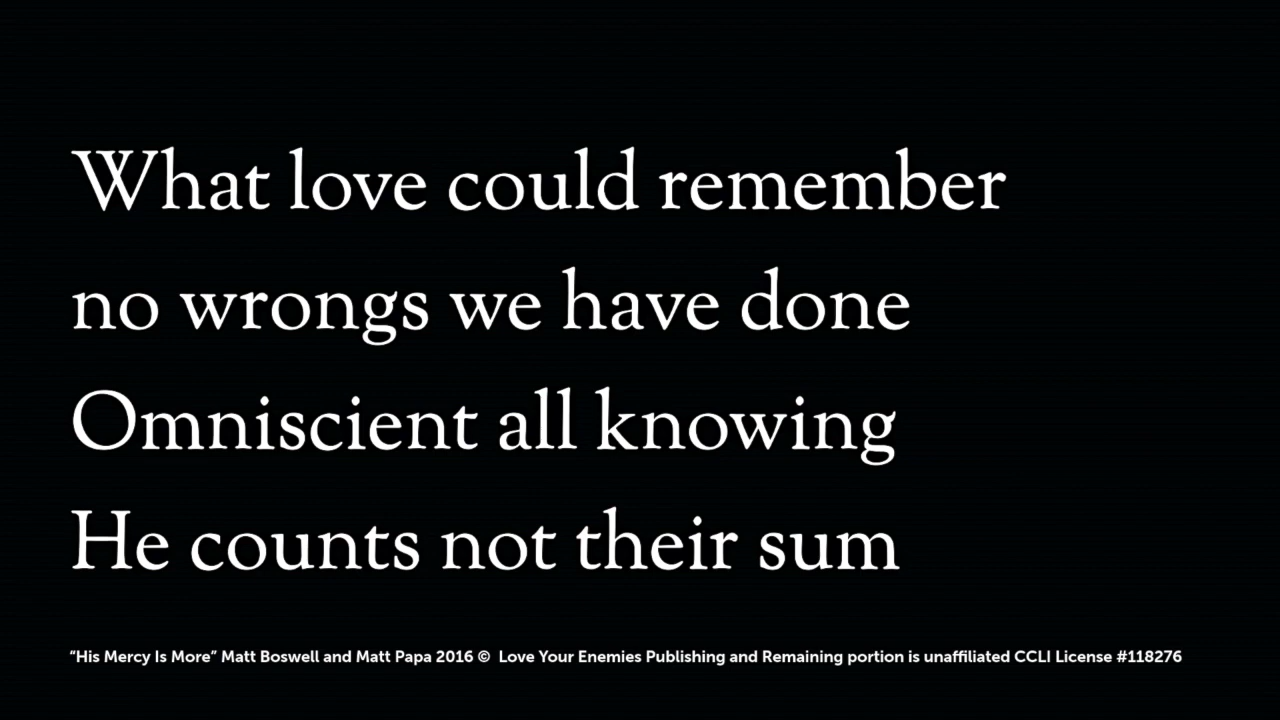 What love could remember
no wrongs we have done
Omniscient all knowing
He counts not their sum
“His Mercy Is More” Matt Boswell and Matt Papa 2016 © Love Your Enemies Publishing and Remaining portion is unaffiliated CCLI License #118276